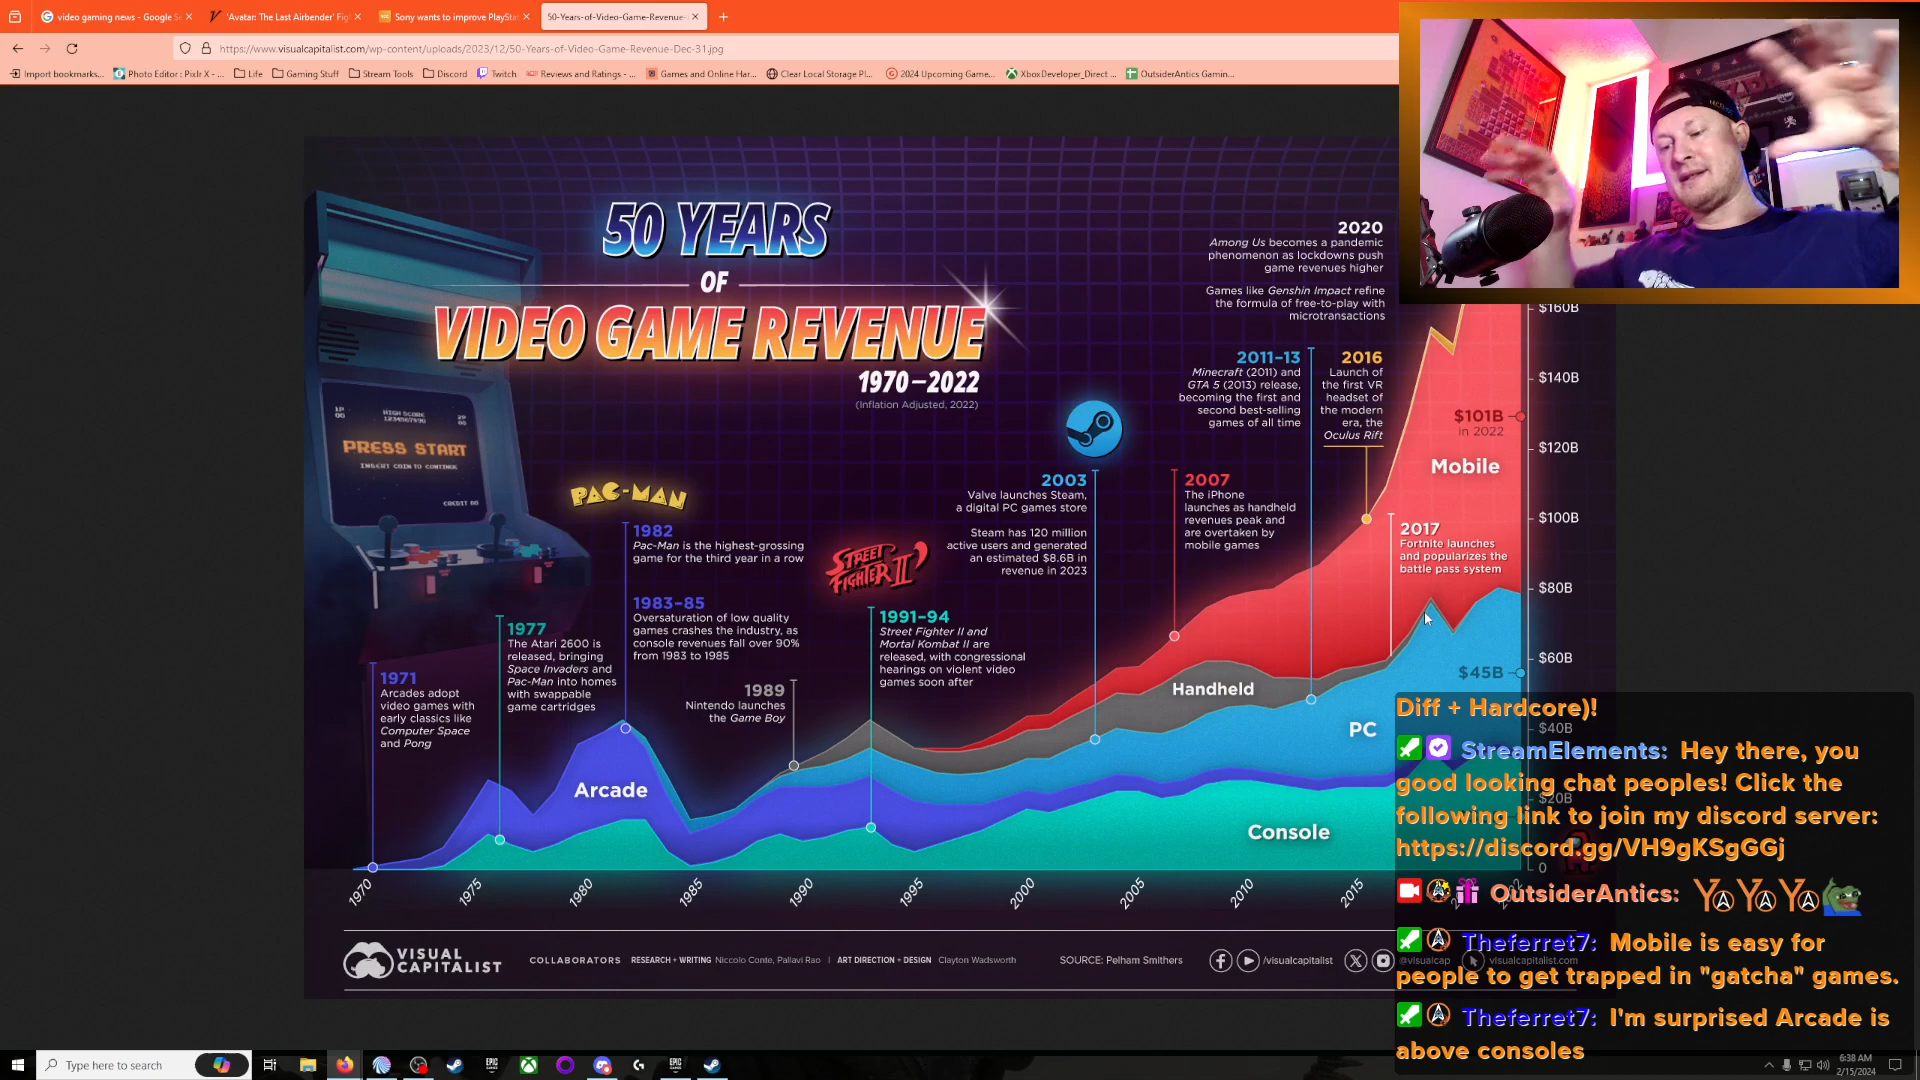 video gaming news - Google S
'Avatar: The Last Airbender' Fig
Sony wants to improve PlaySta
50-Years-of-Video-Game-Revenue-
https://www.visualcapitalist.com/wp-content/uploads/2023/12/50-Years-of-Video-Game-Revenue-Dec-31.jpg
Import bookmarks...
Photo Editor : Pixlr X - ...
Life
Gaming Stuff
Stream Tools
Discord
Twitch
Reviews and Ratings - ...
Games and Online Har...
Clear Local Storage Pl...
2024 Upcoming Game...
XboxDeveloper_Direct ...
OutsiderAntics Gamin...
50 YEARS
OF
VIDEO GAME REVENUE
1970–2022
(Inflation Adjusted, 2022)
1P
00
HIGH SCORE
1234567890
2P
00
PRESS START
INSERT COIN TO CONTINUE
CREDIT 00
PAC-MAN
STREET
FIGHTER II'
1971
Arcades adopt
video games with
early classics like
Computer Space
and Pong
1977
The Atari 2600 is
released, bringing
Space Invaders and
Pac-Man into homes
with swappable
game cartridges
1982
Pac-Man is the highest-grossing
game for the third year in a row
1983–85
Oversaturation of low quality
games crashes the industry, as
console revenues fall over 90%
from 1983 to 1985
1989
Nintendo launches
the Game Boy
1991–94
Street Fighter II and
Mortal Kombat II are
released, with congressional
hearings on violent video
games soon after
2003
Valve launches Steam,
a digital PC games store
Steam has 120 million
active users and generated
an estimated $8.6B in
revenue in 2023
2007
The iPhone
launches as handheld
revenues peak and
are overtaken by
mobile games
2011–13
Minecraft (2011) and
GTA 5 (2013) release,
becoming the first and
second best-selling
games of all time
2016
Launch of
the first VR
headset of
the modern
era, the
Oculus Rift
2017
Fortnite launches
and popularizes the
battle pass system
2020
Among Us becomes a pandemic
phenomenon as lockdowns push
game revenues higher
Games like Genshin Impact refine
the formula of free-to-play with
microtransactions
$160B
$140B
$101B
in 2022
$120B
Mobile
$100B
$80B
$60B
$45B
$40B
$20B
0
Handheld
PC
Arcade
Console
1970
1975
1980
1985
1990
1995
2000
2005
2010
2015
VISUAL
CAPITALIST
COLLABORATORS
RESEARCH + WRITING Niccolo Conte, Pallavi Rao | ART DIRECTION + DESIGN Clayton Wadsworth
SOURCE: Pelham Smithers
/visualcapitalist
@visualcap
visualcapitalist.com
Diff + Hardcore)!
StreamElements: Hey there, you
good looking chat peoples! Click the
following link to join my discord server:
https://discord.gg/VH9gKSgGGj
OutsiderAntics:
Theferret7: Mobile is easy for
people to get trapped in "gatcha" games.
Theferret7: I'm surprised Arcade is
above consoles
Type here to search
6:38 AM
2/15/2024